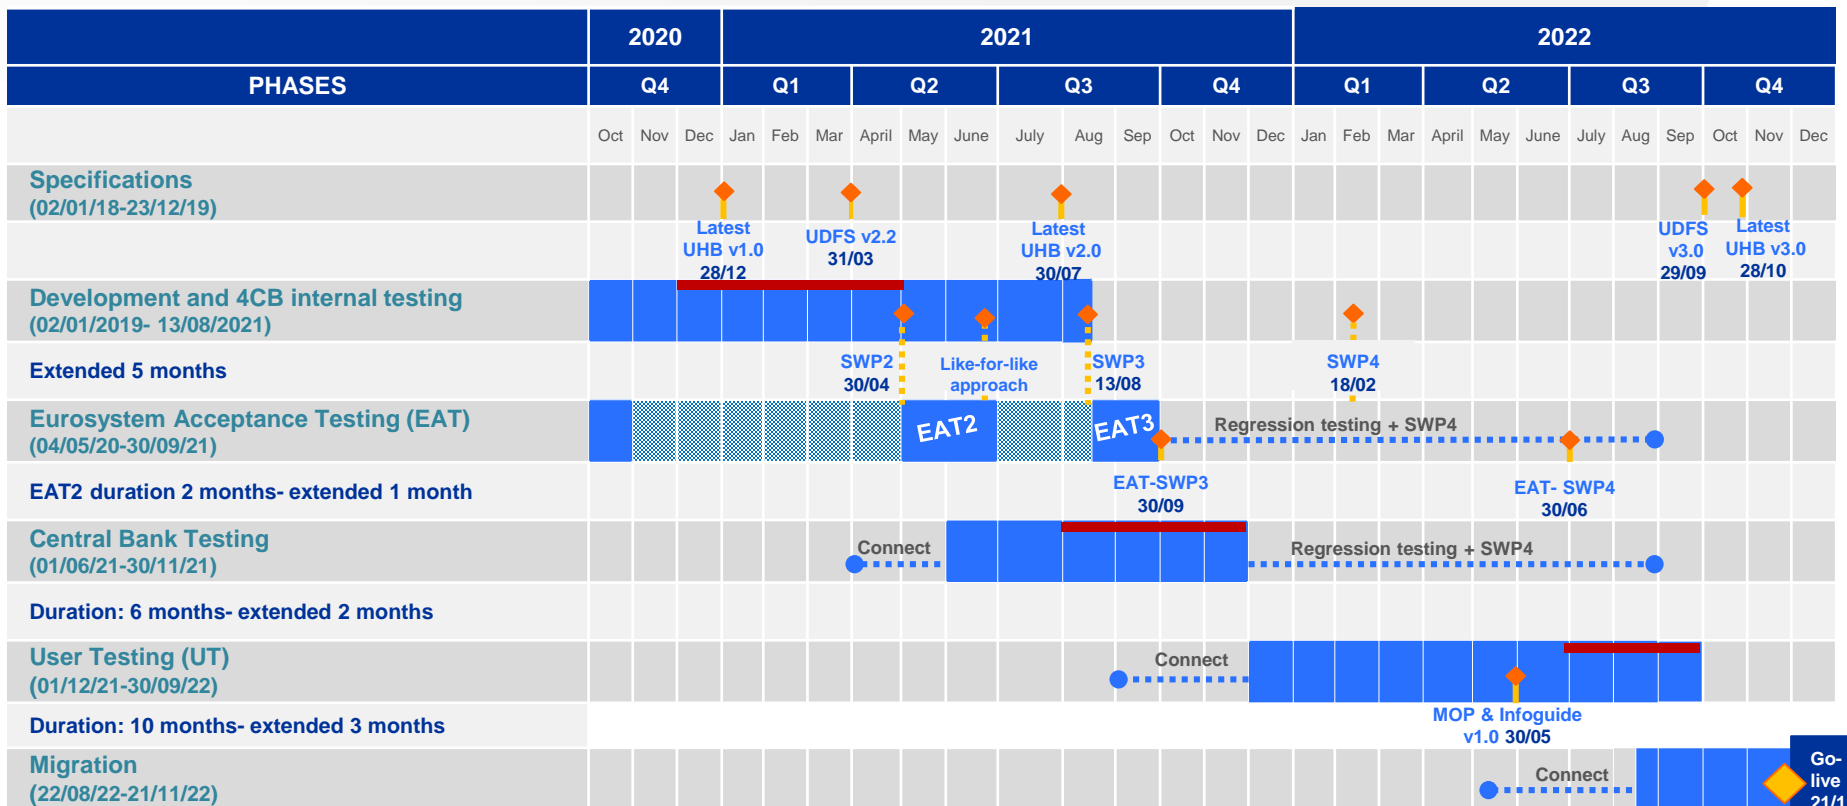 2020 2021 2022
PHASES Q4 Q1 Q2 Q3 Q4 Q1 Q2 Q3 Q4
Oct Nov Dec Jan Feb Mar April May June July Aug Sep Oct Nov Dec Jan Feb Mar April May June July Aug Sep Oct Nov Dec
Specifications
(02/01/18-23/12/19)
Latest
UHB v1.0
28/12
UDFS v2.2
31/03
Latest
UHB v2.0
30/07
UDFS
v3.0
29/09
Latest
UHB v3.0
28/10
Development and 4CB internal testing
(02/01/2019- 13/08/2021)
Extended 5 months
SWP2
30/04
Like-for-like
approach
SWP3
13/08
SWP4
18/02
Eurosystem Acceptance Testing (EAT)
(04/05/20-30/09/21)
EAT2
EAT3
Regression testing + SWP4
EAT2 duration 2 months- extended 1 month
EAT-SWP3
30/09
EAT- SWP4
30/06
Central Bank Testing
(01/06/21-30/11/21)
Connect
Regression testing + SWP4
Duration: 6 months- extended 2 months
User Testing (UT)
(01/12/21-30/09/22)
Connect
Duration: 10 months- extended 3 months
MOP & Infoguide
v1.0 30/05
Migration
(22/08/22-21/11/22)
Connect
Go-
live